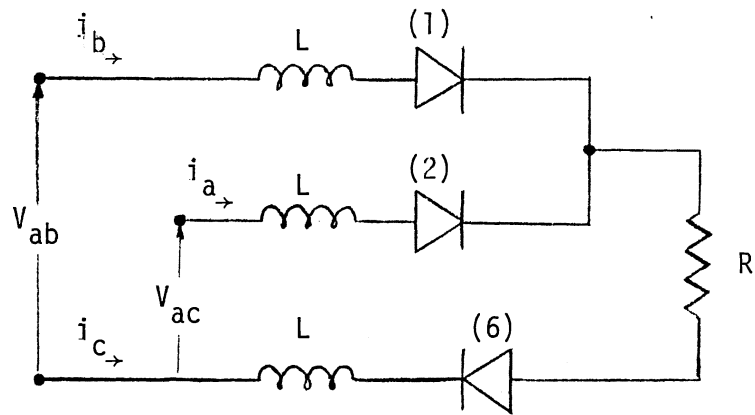 i_b→ L (1)
i_a→ L (2)
V_ab
R
V_ac
i_c→ L (6)